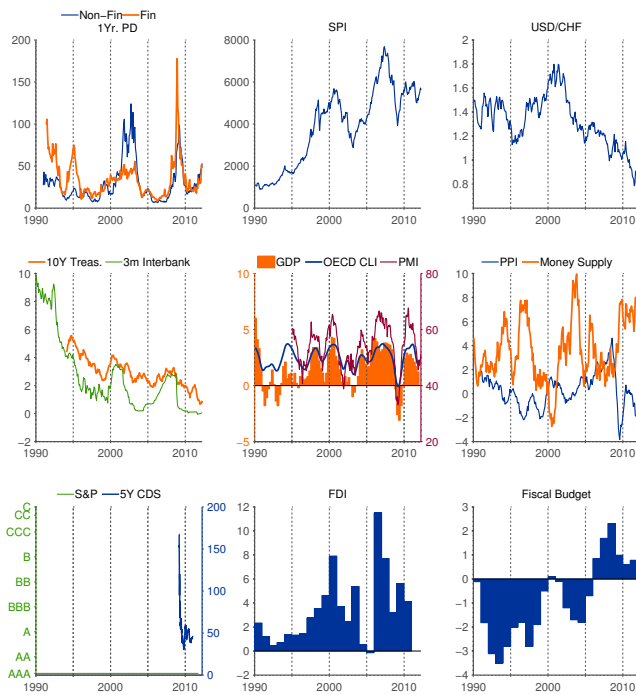 Non-Fin Fin
1Yr. PD
200
150
100
50
0
1990 2000 2010
SPI
8000
6000
4000
2000
0
1990 2000 2010
USD/CHF
2
1.8
1.6
1.4
1.2
1
0.8
1990 2000 2010
10Y Treas. 3m Interbank
10
8
6
4
2
0
−2
1990 2000 2010
GDP OECD CLI PMI
10
5
0
−5
80
60
40
20
1990 2000 2010
PPI Money Supply
10
8
6
4
2
0
−2
−4
1990 2000 2010
S&P 5Y CDS
C
CC
CCC
B
BB
BBB
A
AA
AAA
200
150
100
50
0
1990 2000 2010
FDI
12
10
8
6
4
2
0
−2
1990 2000 2010
Fiscal Budget
3
2
1
0
−1
−2
−3
−4
1990 2000 2010